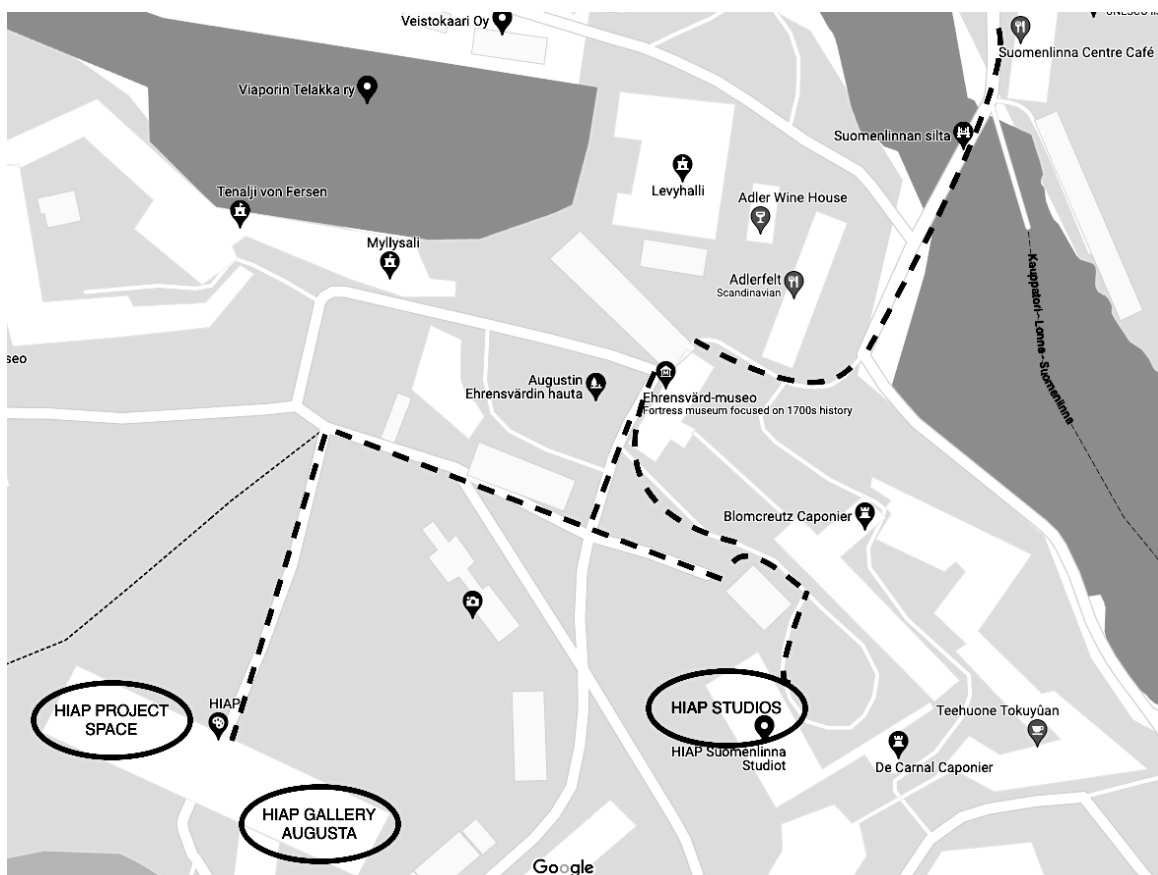 Veistokaari Oy
UNESCO
Suomenlinna Centre Café
Viaporin Telakka ry
Suomenlinnan silta
Levyhalli
Tenalji von Fersen
Adler Wine House
Myllysali
Adlerfelt
Scandinavian
Kauppatori - Lonna - Suomenlinna
seo
Augustin
Ehrensvärdin hauta
Ehrensvärd-museo
Fortress museum focused on 1700s history
Blomcreutz Caponier
HIAP PROJECT
SPACE
HIAP
HIAP STUDIOS
HIAP Suomenlinna
Studiot
Teehuone Tokuyûan
De Carnal Caponier
HIAP GALLERY
AUGUSTA
Google